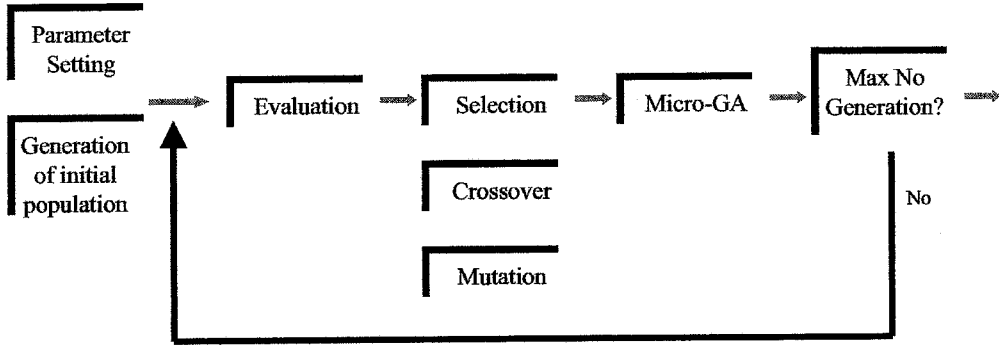 Parameter
Setting
Generation
of initial
population
Evaluation
Selection
Crossover
Mutation
Micro-GA
Max No
Generation?
No